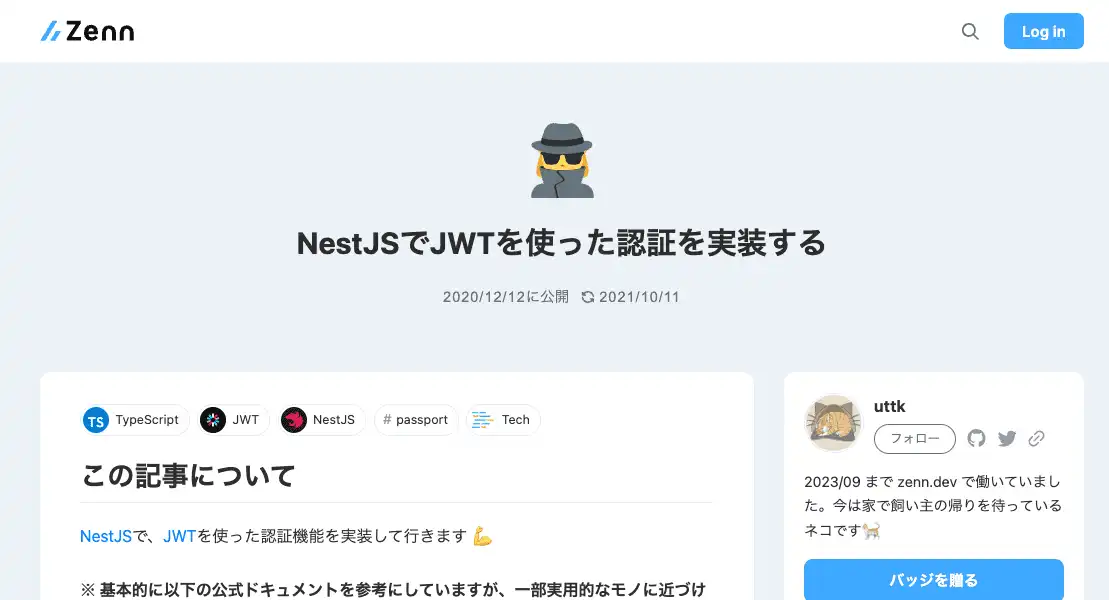 Zenn
Log in
NestJSでJWTを使った認証を実装する
2020/12/12に公開 2021/10/11
TypeScript JWT NestJS # passport Tech
この記事について
NestJSで、JWTを使った認証機能を実装して行きます💪
※ 基本的に以下の公式ドキュメントを参考にしていますが、一部実用的なモノに近づけ
uttk
フォロー
2023/09 まで zenn.dev で働いていまし
た。今は家で飼い主の帰りを待っている
ネコです🐈
バッジを贈る